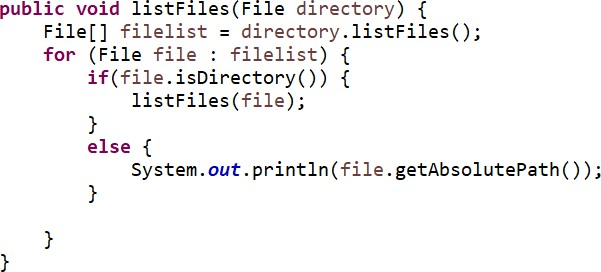 public void listFiles(File directory) {
    File[] filelist = directory.listFiles();
    for (File file : filelist) {
        if(file.isDirectory()) {
            listFiles(file);
        }
        else {
            System.out.println(file.getAbsolutePath());
        }

    }
}